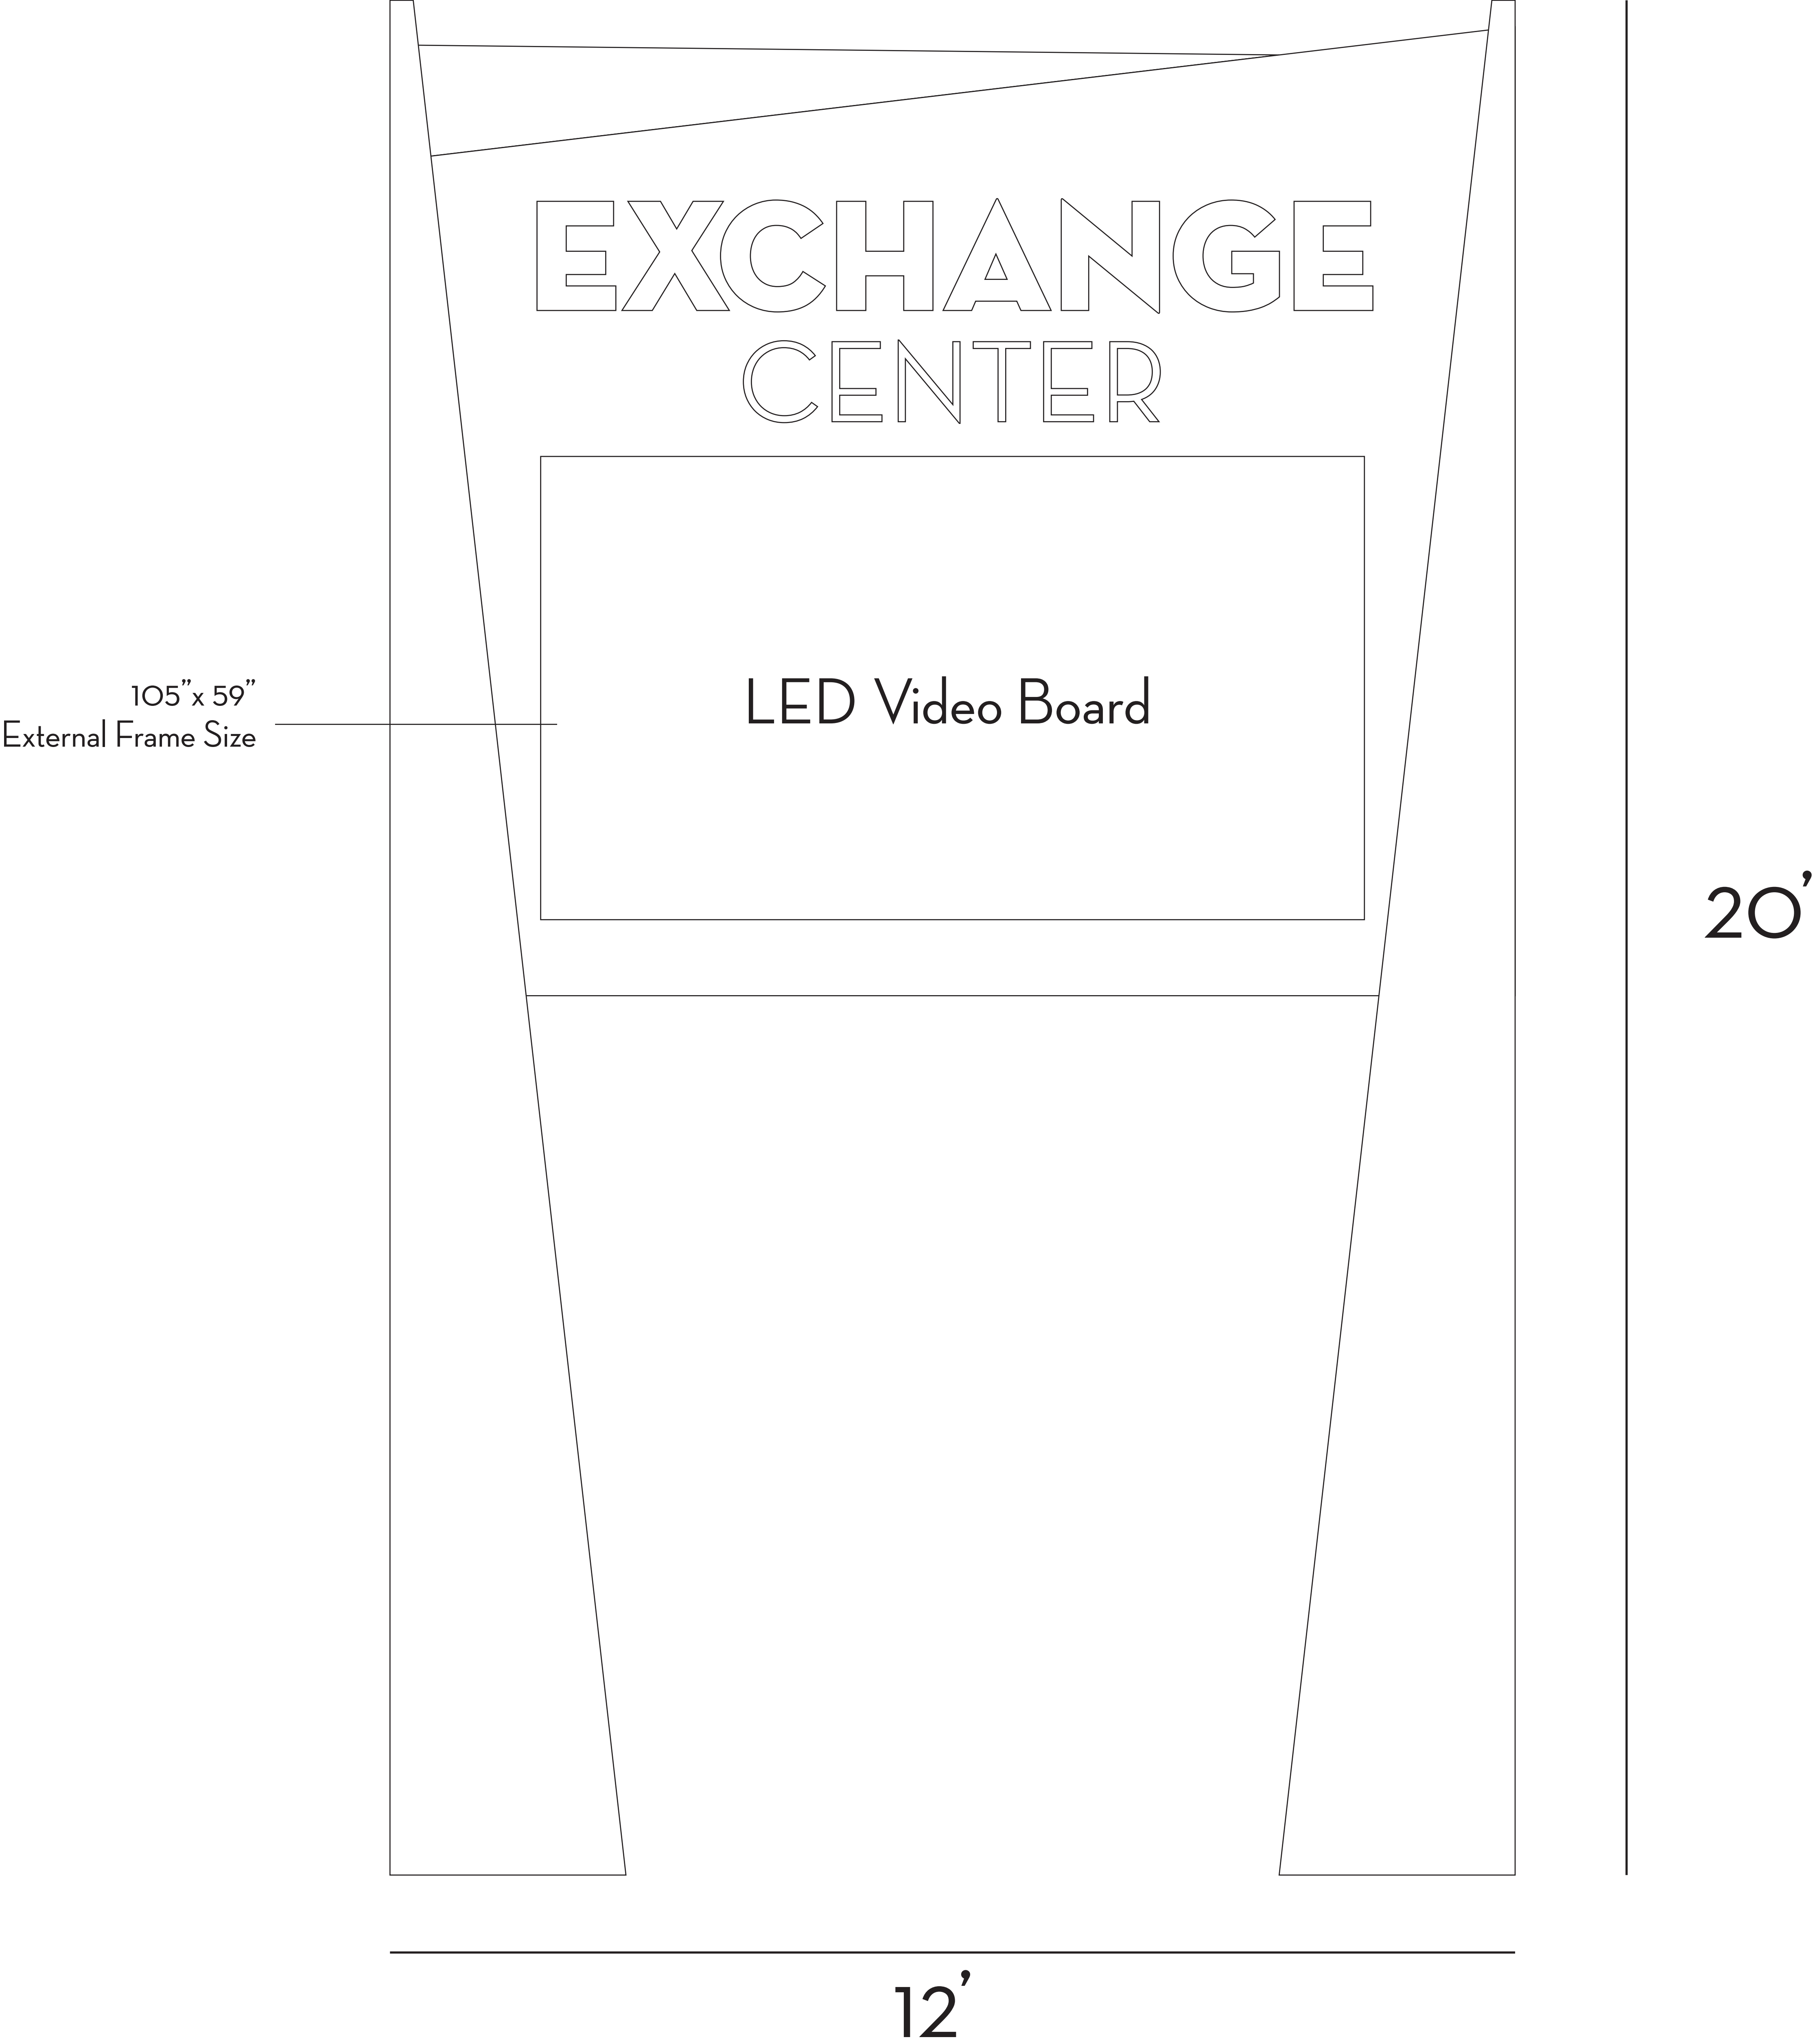 EXCHANGE
CENTER
LED Video Board
105” x 59”
External Frame Size
20’
12’